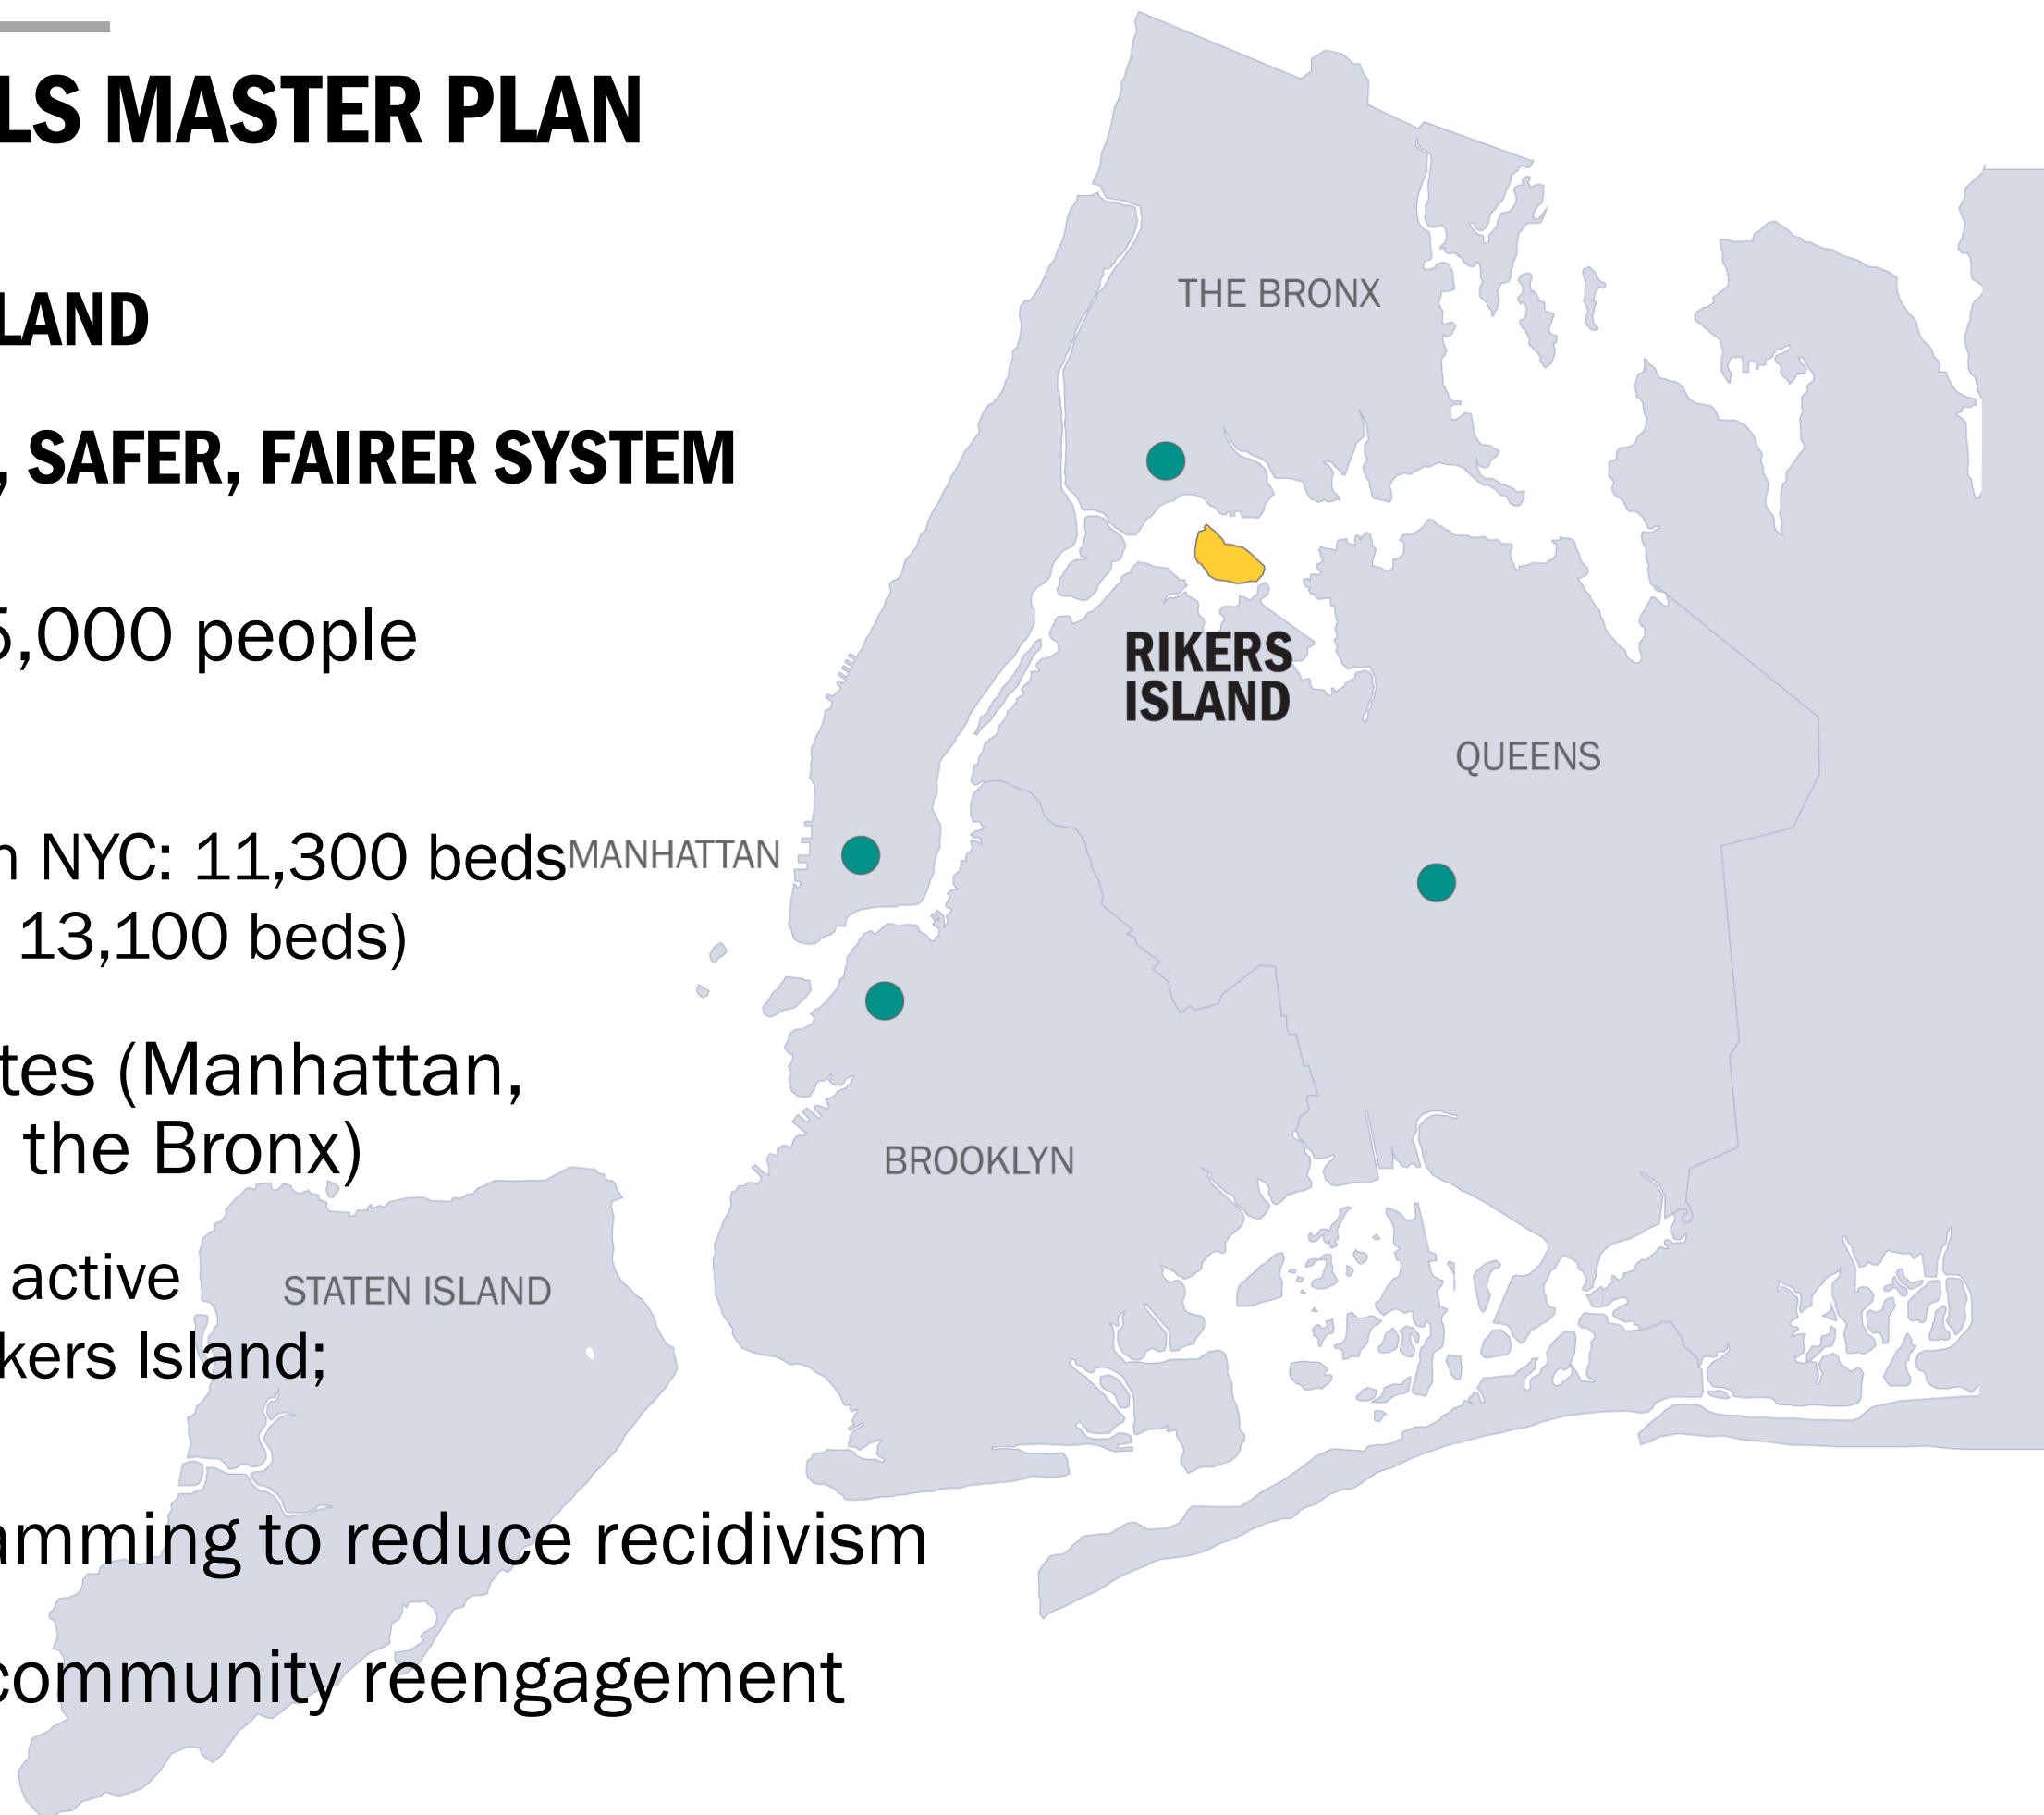 LS MASTER PLAN
LAND
, SAFER, FAIRER SYSTEM
5,000 people
n NYC: 11,300 beds
13,100 beds)
tes (Manhattan,
the Bronx)
active
kers Island;
amming to reduce recidivism
community reengagement
THE BRONX
RIKERS
ISLAND
QUEENS
MANHATTAN
BROOKLYN
STATEN ISLAND